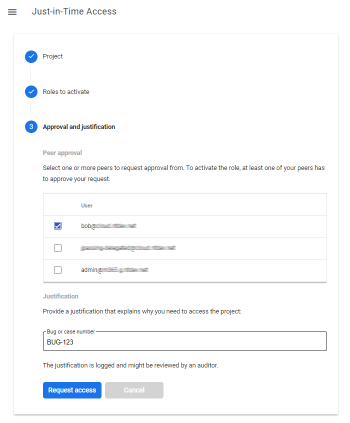 Just-in-Time Access
Project
Roles to activate
3 Approval and justification
Peer approval
Select one or more peers to request approval from. To activate the role, at least one of your peers has
to approve your request.
User
bob@
admin@
Justification
Provide a justification that explains why you need to access the project:
Bug or case number
BUG-123
The justification is logged and might be reviewed by an auditor.
Request access Cancel